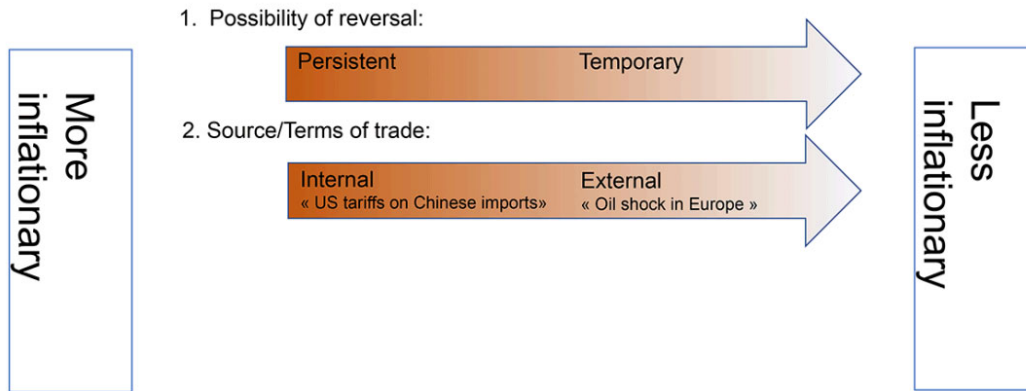 1. Possibility of reversal:
Persistent Temporary
2. Source/Terms of trade:
Internal External
« US tariffs on Chinese imports» « Oil shock in Europe »
More
inflationary
Less
inflationary